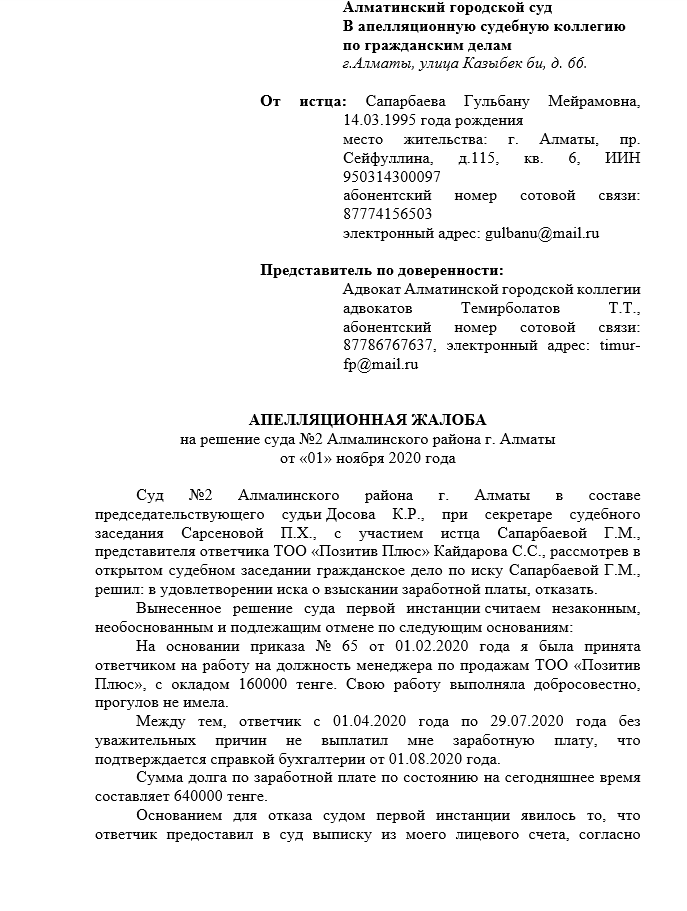 Алматинский городской суд
В апелляционную судебную коллегию
по гражданским делам
г.Алматы, улица Казыбек би, д. 66.
От истца: Сапарбаева Гульбану Мейрамовна,
14.03.1995 года рождения
место жительства: г. Алматы, пр.
Сейфуллина, д.115, кв. 6, ИИН
950314300097
абонентский номер сотовой связи:
87774156503
электронный адрес: gulbanu@mail.ru
Представитель по доверенности:
Адвокат Алматинской городской коллегии
адвокатов Темирболатов Т.Т.,
абонентский номер сотовой связи:
87786767637, электронный адрес: timur-
fp@mail.ru
АПЕЛЛЯЦИОННАЯ ЖАЛОБА
на решение суда №2 Алмалинского района г. Алматы
от «01» ноября 2020 года
Суд №2 Алмалинского района г. Алматы в составе
председательствующего судьи Досова К.Р., при секретаре судебного
заседания Сарсеновой П.Х., с участием истца Сапарбаевой Г.М.,
представителя ответчика ТОО «Позитив Плюс» Кайдарова С.С., рассмотрев в
открытом судебном заседании гражданское дело по иску Сапарбаевой Г.М.,
решил: в удовлетворении иска о взыскании заработной платы, отказать.
Вынесенное решение суда первой инстанции считаем незаконным,
необоснованным и подлежащим отмене по следующим основаниям:
На основании приказа № 65 от 01.02.2020 года я была принята
ответчиком на работу на должность менеджера по продажам ТОО «Позитив
Плюс», с окладом 160000 тенге. Свою работу выполняла добросовестно,
прогулов не имела.
Между тем, ответчик с 01.04.2020 года по 29.07.2020 года без
уважительных причин не выплатил мне заработную плату, что
подтверждается справкой бухгалтерии от 01.08.2020 года.
Сумма долга по заработной плате по состоянию на сегодняшнее время
составляет 640000 тенге.
Основанием для отказа судом первой инстанции явилось то, что
ответчик предоставил в суд выписку из моего лицевого счета, согласно